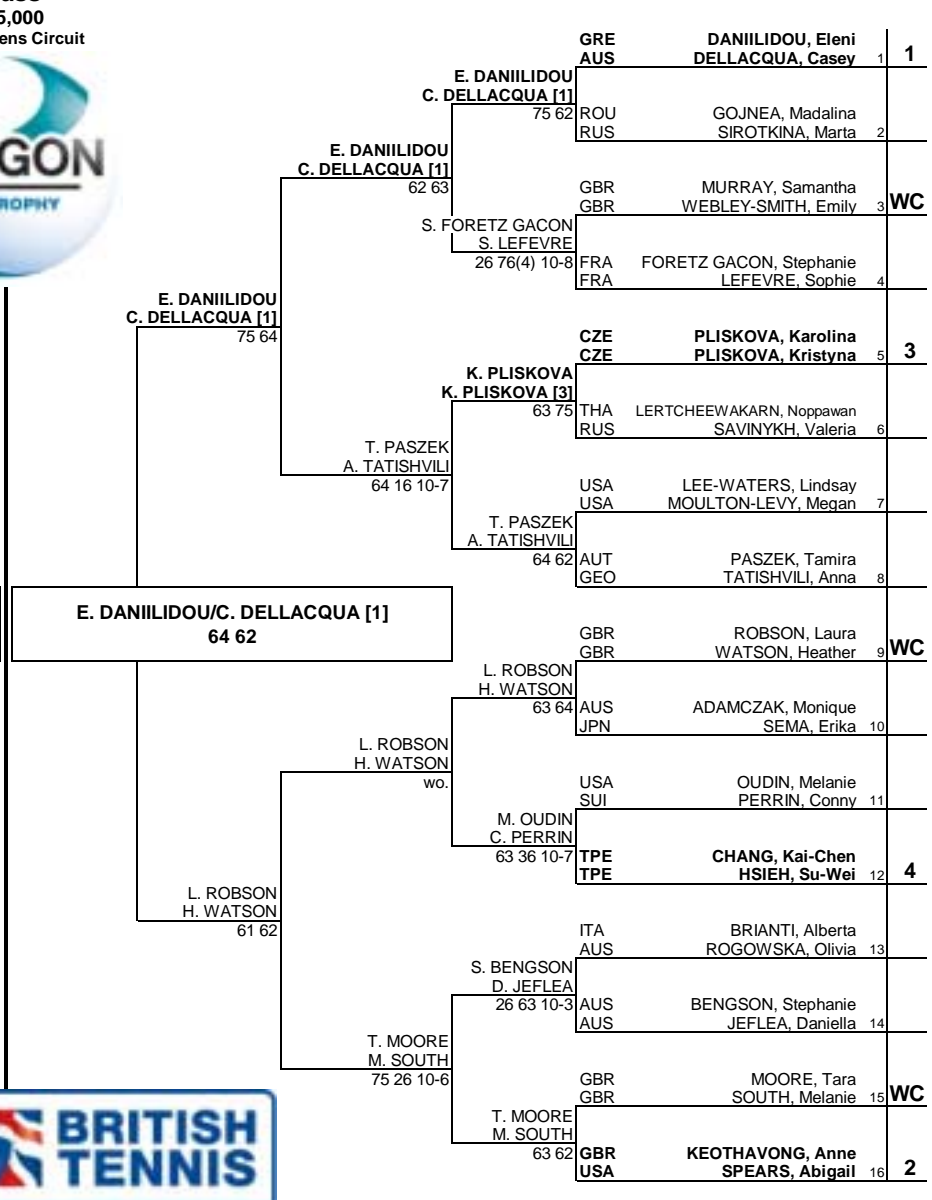 5,000
ens Circuit
GON
ROPHY
GRE DANIILIDOU, Eleni
AUS DELLACQUA, Casey 1 1
E. DANIILIDOU
C. DELLACQUA [1]
75 62
ROU GOJNEA, Madalina
RUS SIROTKINA, Marta 2
E. DANIILIDOU
C. DELLACQUA [1]
62 63
GBR MURRAY, Samantha
GBR WEBLEY-SMITH, Emily 3 WC
S. FORETZ GACON
S. LEFEVRE
26 76(4) 10-8
FRA FORETZ GACON, Stephanie
FRA LEFEVRE, Sophie 4
E. DANIILIDOU
C. DELLACQUA [1]
75 64
CZE PLISKOVA, Karolina
CZE PLISKOVA, Kristyna 5 3
K. PLISKOVA
K. PLISKOVA [3]
63 75
THA LERTCHEEWAKARN, Noppawan
RUS SAVINYKH, Valeria 6
T. PASZEK
A. TATISHVILI
64 16 10-7
USA LEE-WATERS, Lindsay
USA MOULTON-LEVY, Megan 7
T. PASZEK
A. TATISHVILI
64 62
AUT PASZEK, Tamira
GEO TATISHVILI, Anna 8
E. DANIILIDOU/C. DELLACQUA [1]
64 62
GBR ROBSON, Laura
GBR WATSON, Heather 9 WC
L. ROBSON
H. WATSON
63 64
AUS ADAMCZAK, Monique
JPN SEMA, Erika 10
L. ROBSON
H. WATSON
wo.
USA OUDIN, Melanie
SUI PERRIN, Conny 11
M. OUDIN
C. PERRIN
63 36 10-7
TPE CHANG, Kai-Chen
TPE HSIEH, Su-Wei 12 4
L. ROBSON
H. WATSON
61 62
ITA BRIANTI, Alberta
AUS ROGOWSKA, Olivia 13
S. BENGSON
D. JEFLEA
26 63 10-3
AUS BENGSON, Stephanie
AUS JEFLEA, Daniella 14
T. MOORE
M. SOUTH
75 26 10-6
GBR MOORE, Tara
GBR SOUTH, Melanie 15 WC
T. MOORE
M. SOUTH
63 62
GBR KEOTHAVONG, Anne
USA SPEARS, Abigail 16 2
BRITISH
TENNIS